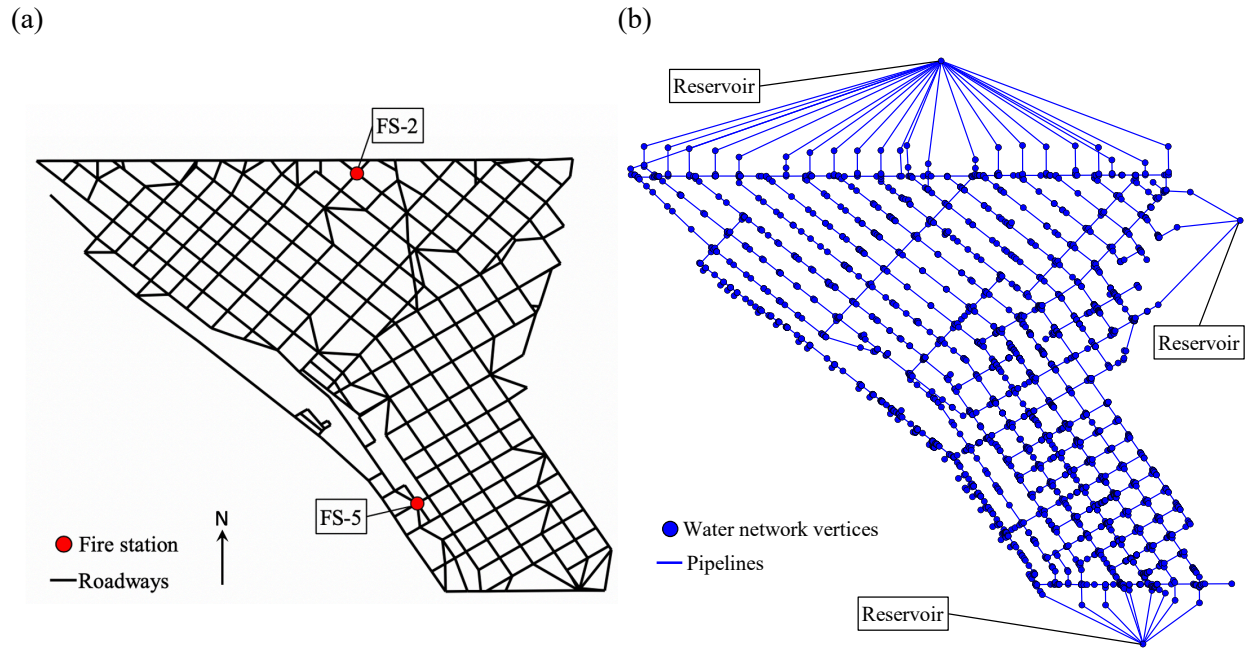 (a)
FS-2
FS-5
N
Fire station
Roadways
(b)
Reservoir
Reservoir
Water network vertices
Pipelines
Reservoir